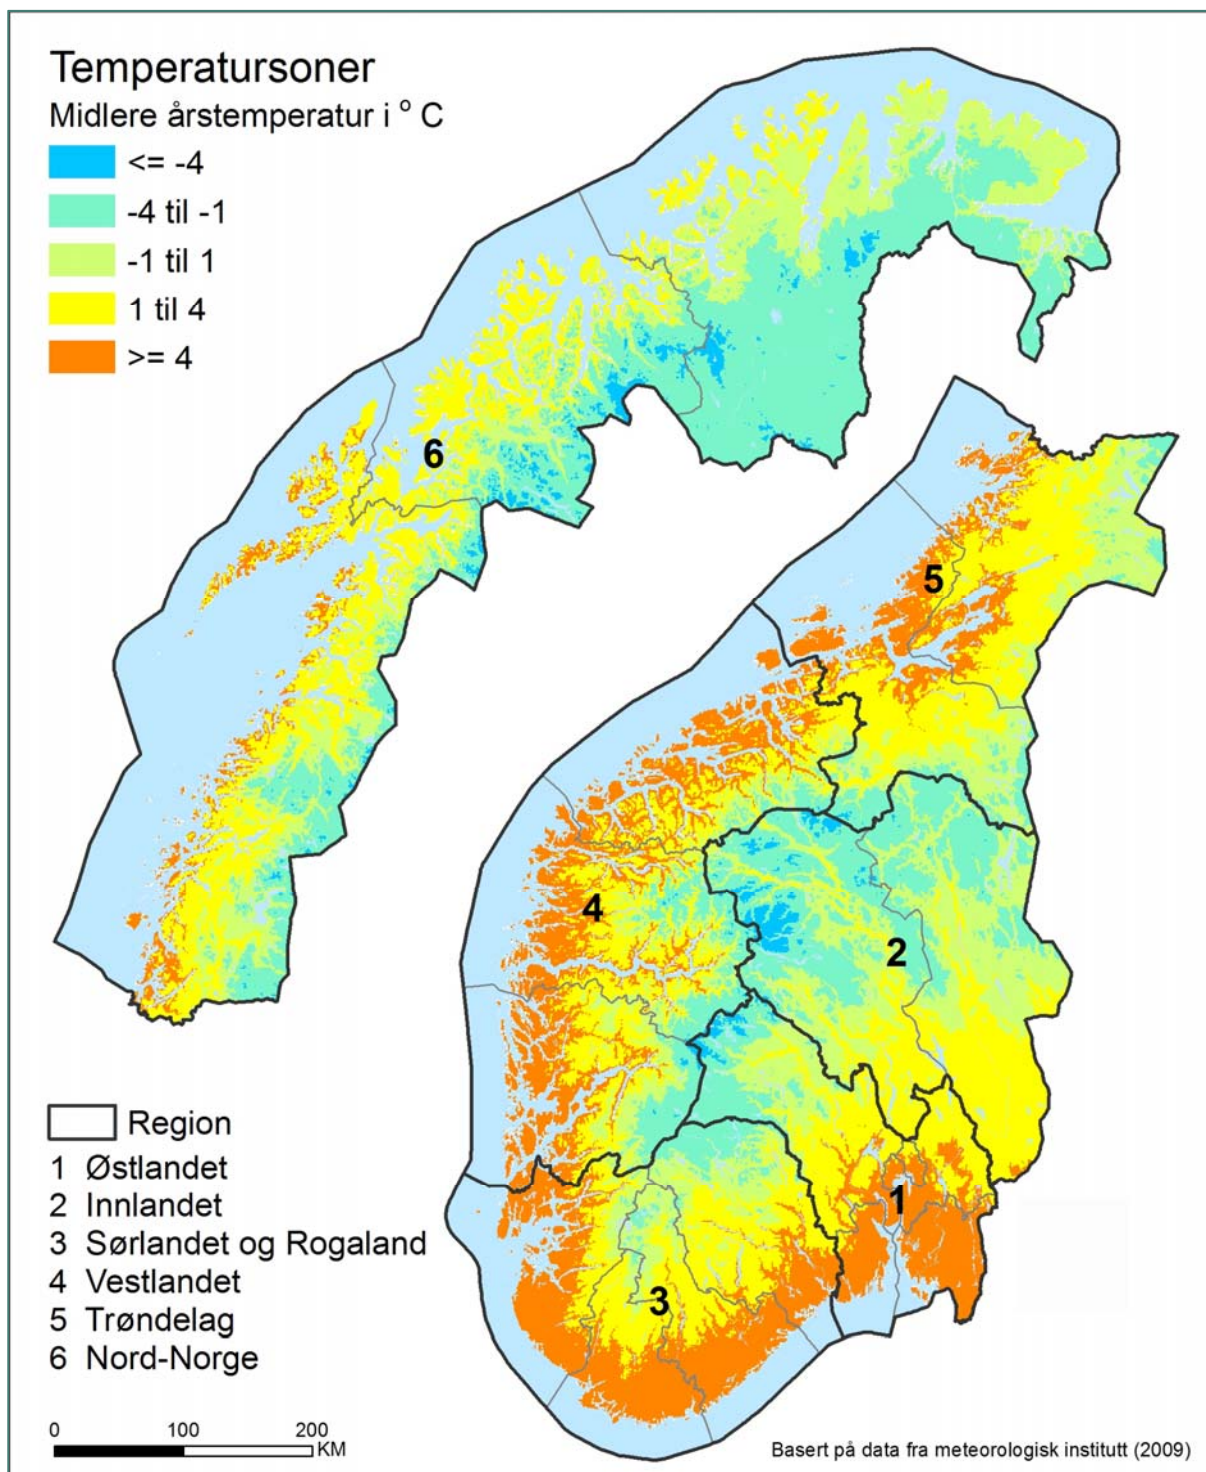 Temperatursoner
Midlere årstemperatur i ° C
<= -4
-4 til -1
-1 til 1
1 til 4
>= 4
6
5
4
2
1
3
Region
1 Østlandet
2 Innlandet
3 Sørlandet og Rogaland
4 Vestlandet
5 Trøndelag
6 Nord-Norge
0 100 200
KM
Basert på data fra meteorologisk institutt (2009)